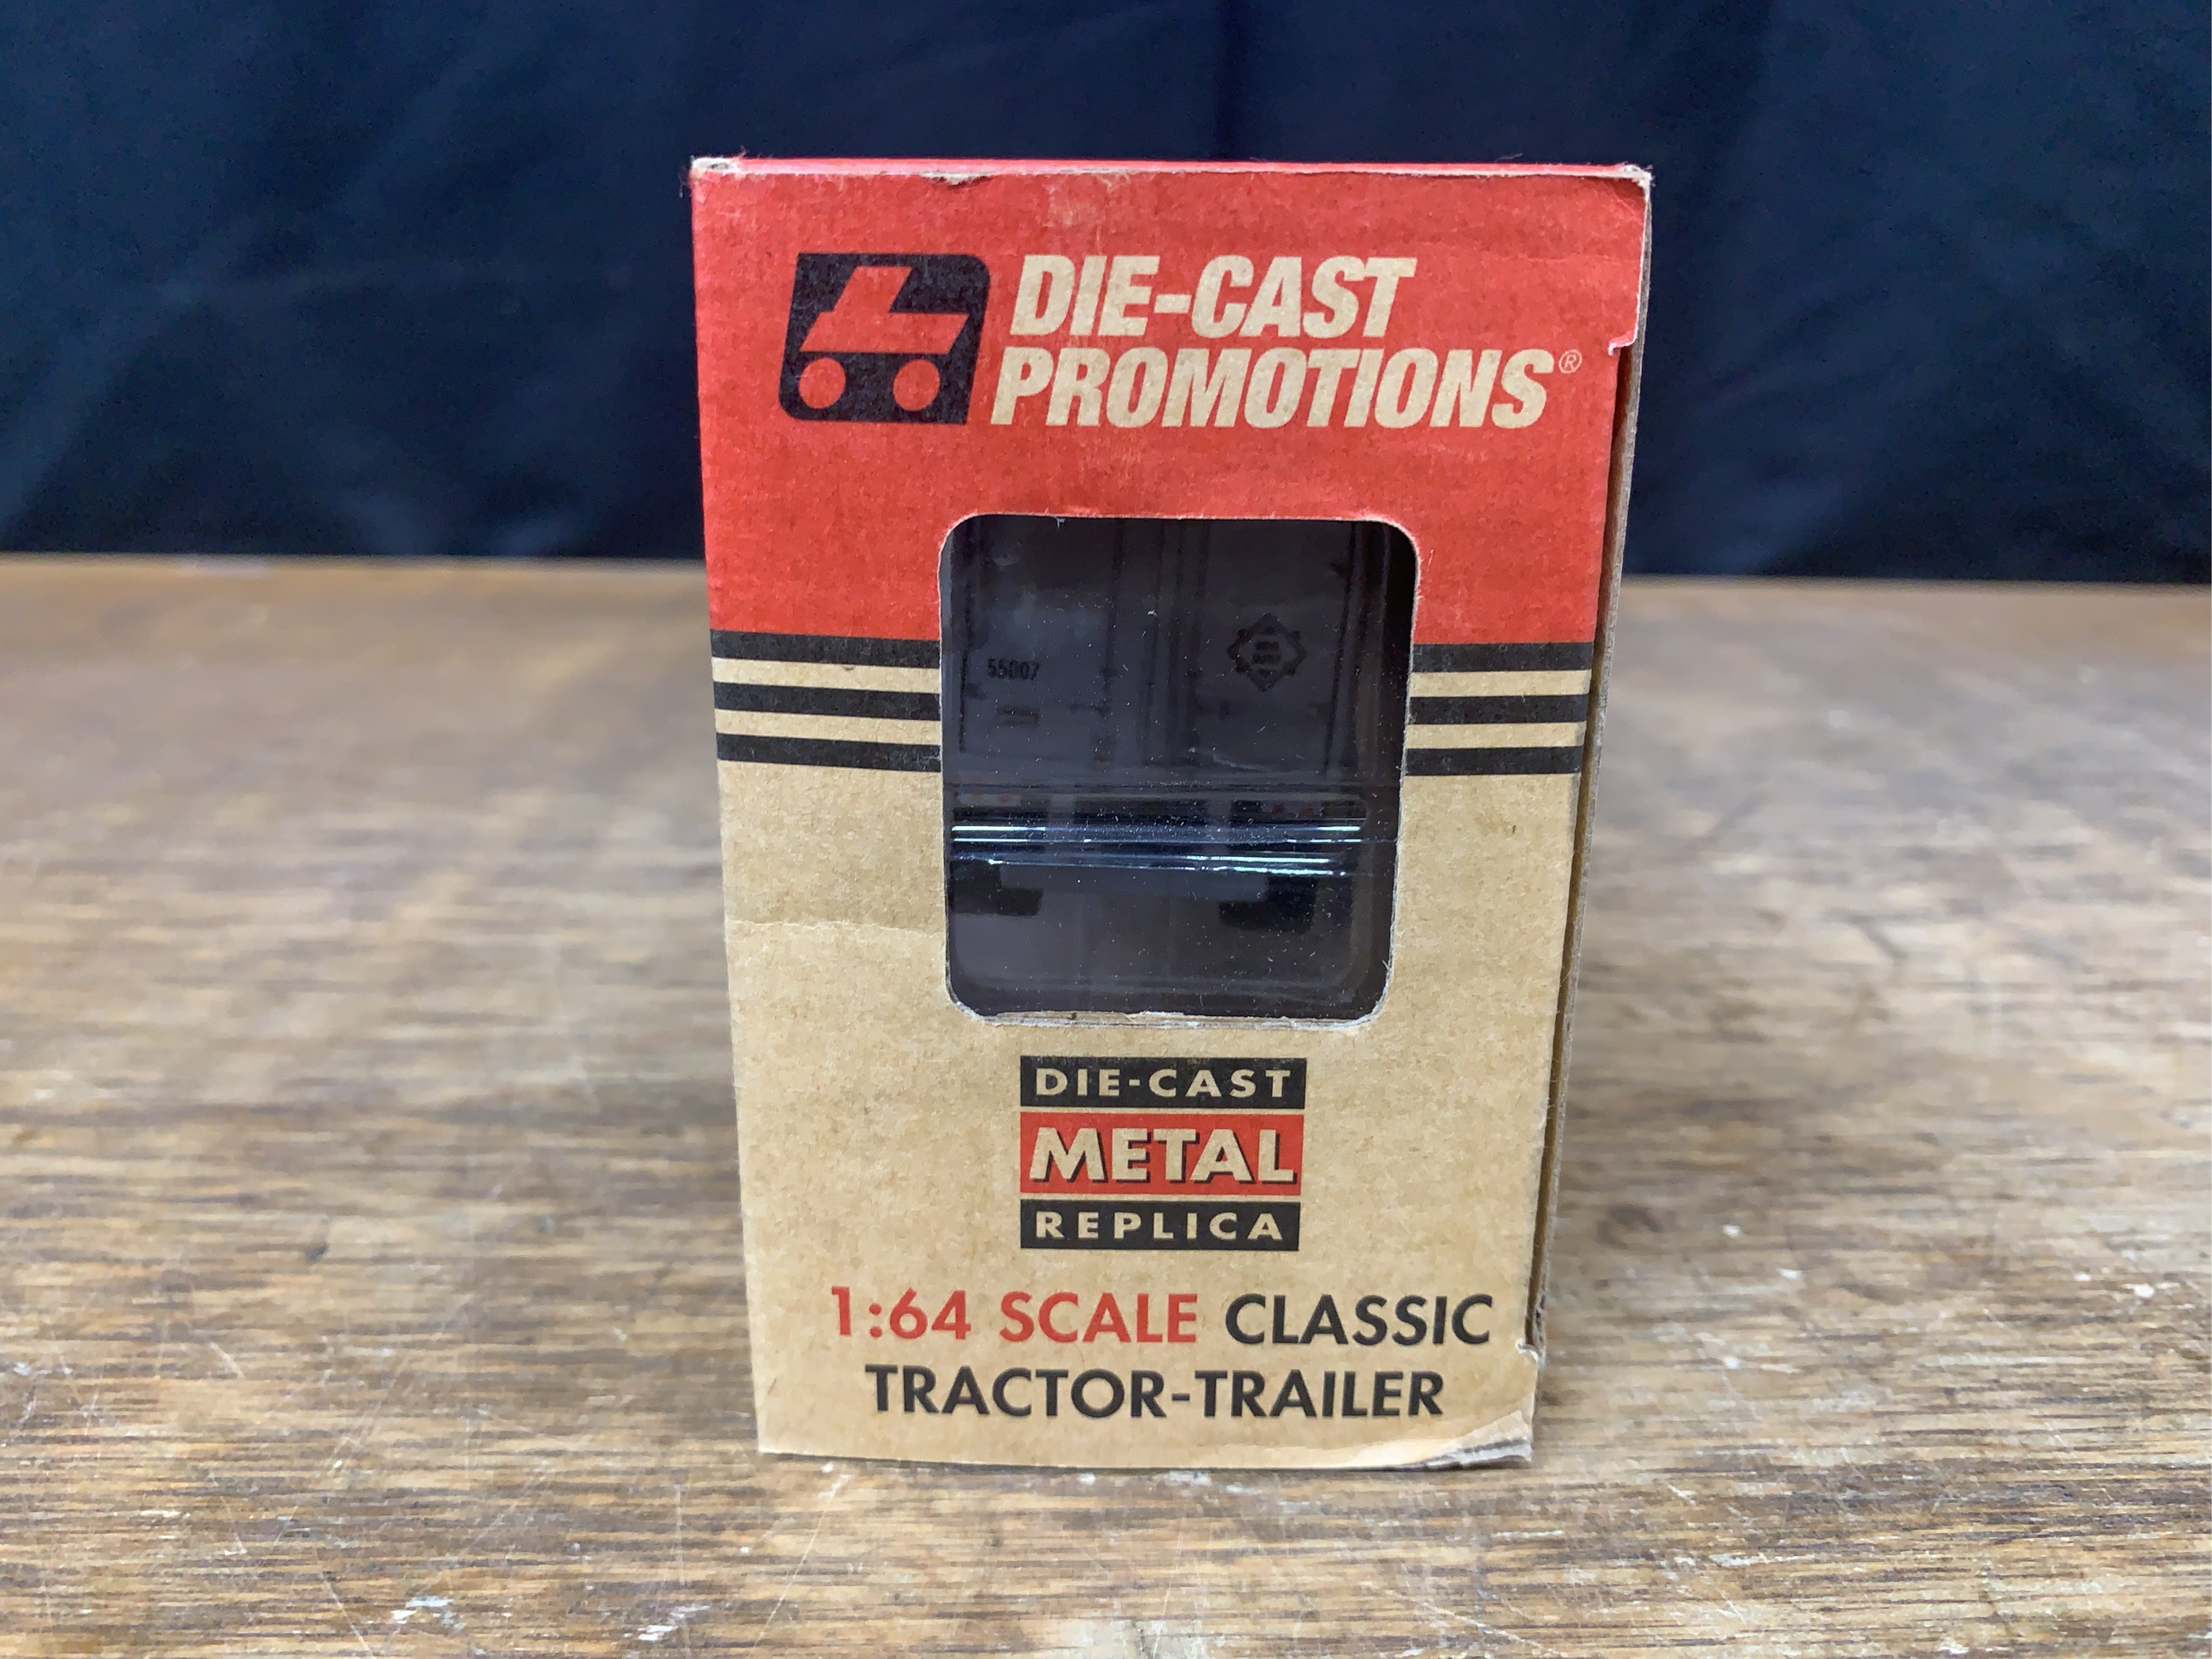 DIE-CAST
PROMOTIONS®
55007
DIE-CAST
METAL
REPLICA
1:64 SCALE CLASSIC
TRACTOR-TRAILER